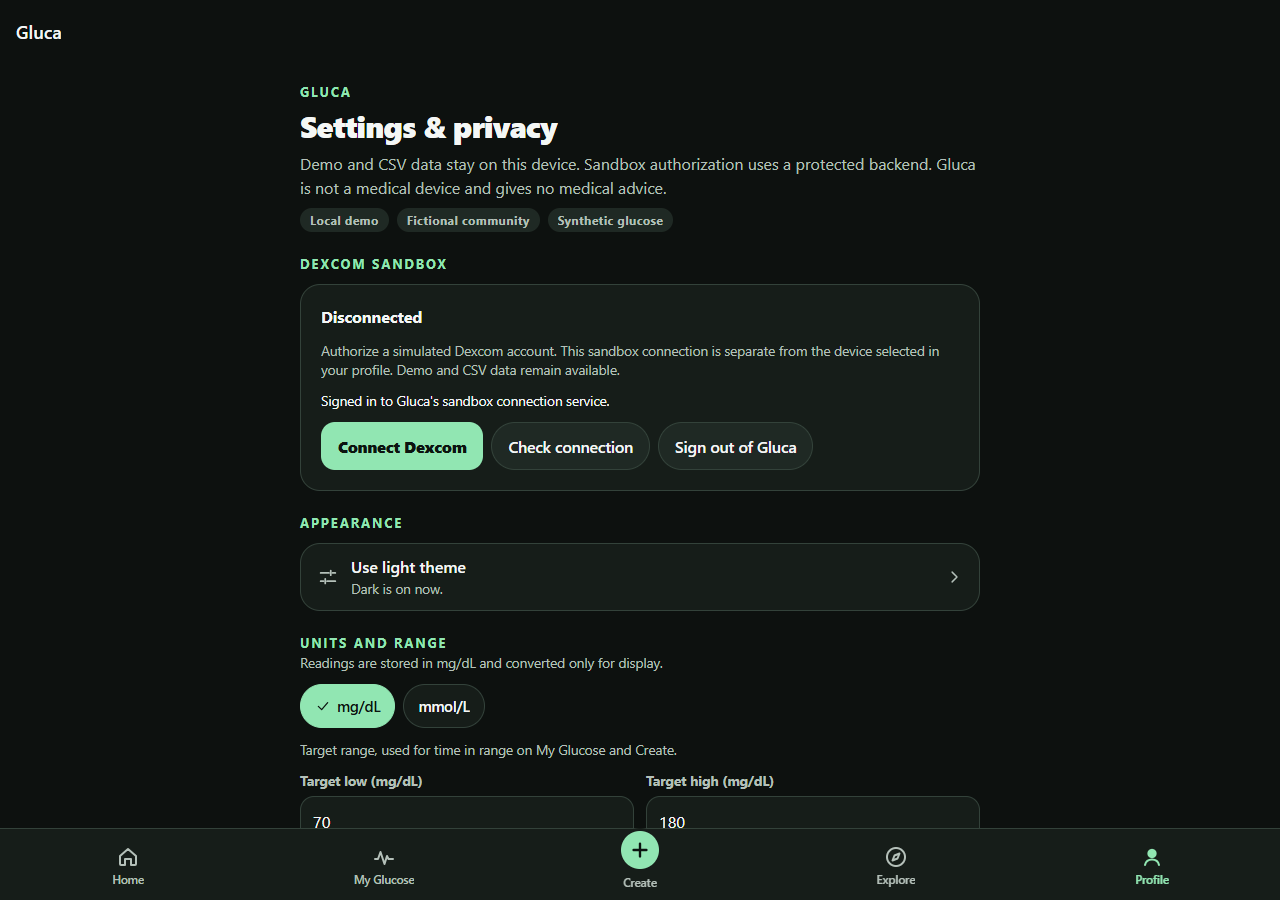 Gluca
GLUCA
Settings & privacy
Demo and CSV data stay on this device. Sandbox authorization uses a protected backend. Gluca
is not a medical device and gives no medical advice.
Local demo Fictional community Synthetic glucose
DEXCOM SANDBOX
Disconnected
Authorize a simulated Dexcom account. This sandbox connection is separate from the device selected in
your profile. Demo and CSV data remain available.
Signed in to Gluca's sandbox connection service.
Connect Dexcom Check connection Sign out of Gluca
APPEARANCE
Use light theme
Dark is on now.
UNITS AND RANGE
Readings are stored in mg/dL and converted only for display.
mg/dL mmol/L
Target range, used for time in range on My Glucose and Create.
Target low (mg/dL) Target high (mg/dL)
70 180
Home My Glucose Create Explore Profile